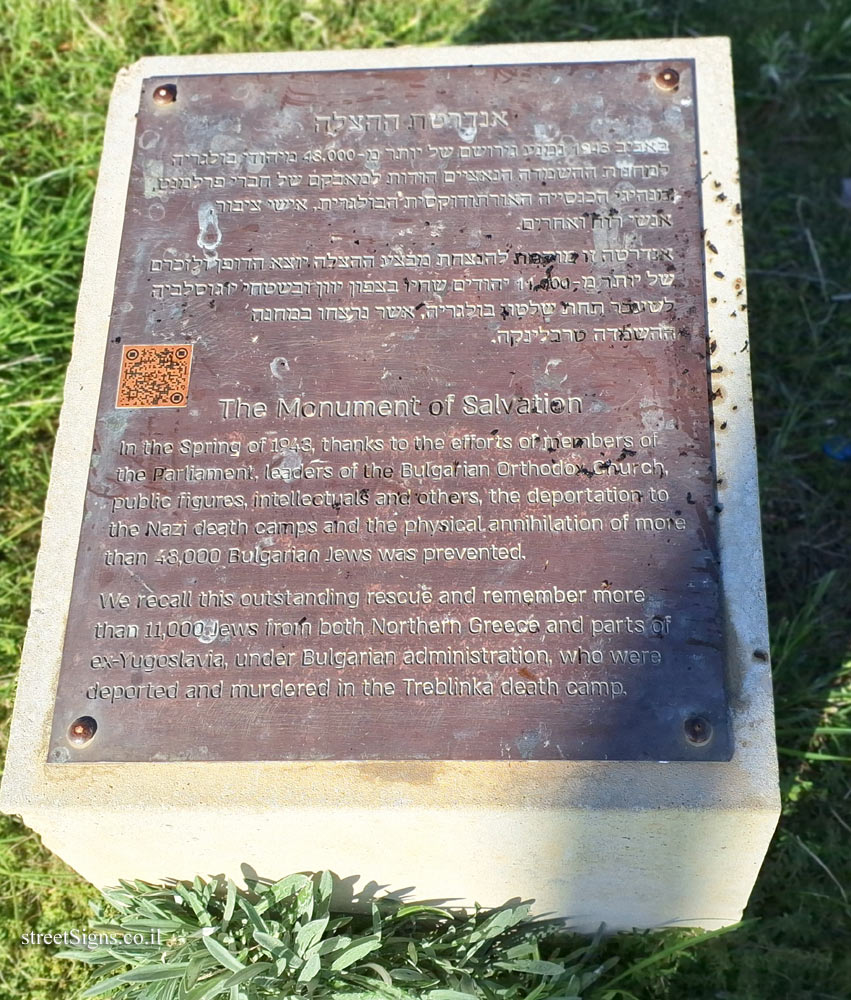 אנדרטת ההצלה
באביב 1943 נמנע גירושם של יותר מ-48,000 מיהודי בולגריה
למחנות ההשמדה הנאציים הודות למאבקם של חברי פרלמנט,
מנהיגי הכנסייה האורתודוקסית הבולגרית, אישי ציבור
אנשי רוח ואחרים.
אנדרטה זו להנצחת מבצע ההצלה יוצא הדופן ולזכרם
של יותר מ-11,000 יהודים שחיו בצפון יוון ובשטחי יוגוסלביה
לשעבר תחת שלטון בולגריה, אשר נרצחו במחנה
ההשמדה טרבלינקה.
The Monument of Salvation
In the Spring of 1943, thanks to the efforts of members of
the Parliament, leaders of the Bulgarian Orthodox Church,
public figures, intellectuals and others, the deportation to
the Nazi death camps and the physical annihilation of more
than 48,000 Bulgarian Jews was prevented.
We recall this outstanding rescue and remember more
than 11,000 Jews from both Northern Greece and parts of
ex-Yugoslavia, under Bulgarian administration, who were
deported and murdered in the Treblinka death camp.
streetSigns.co.il